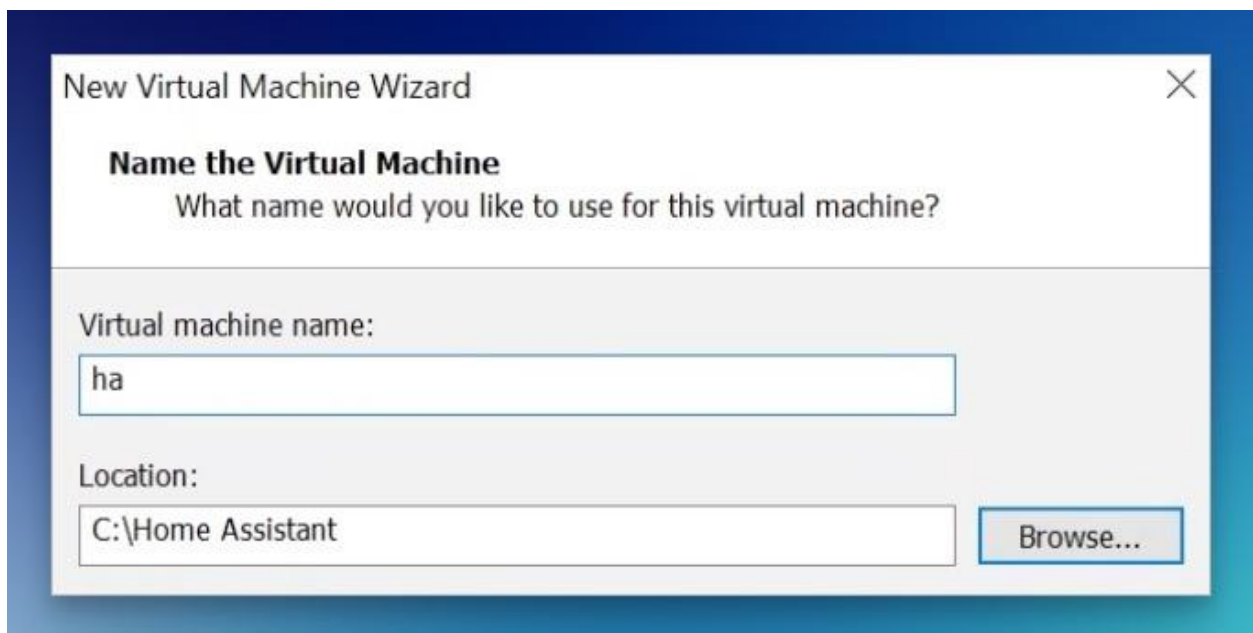 New Virtual Machine Wizard
Name the Virtual Machine
What name would you like to use for this virtual machine?
Virtual machine name:
ha
Location:
C:\Home Assistant
Browse...